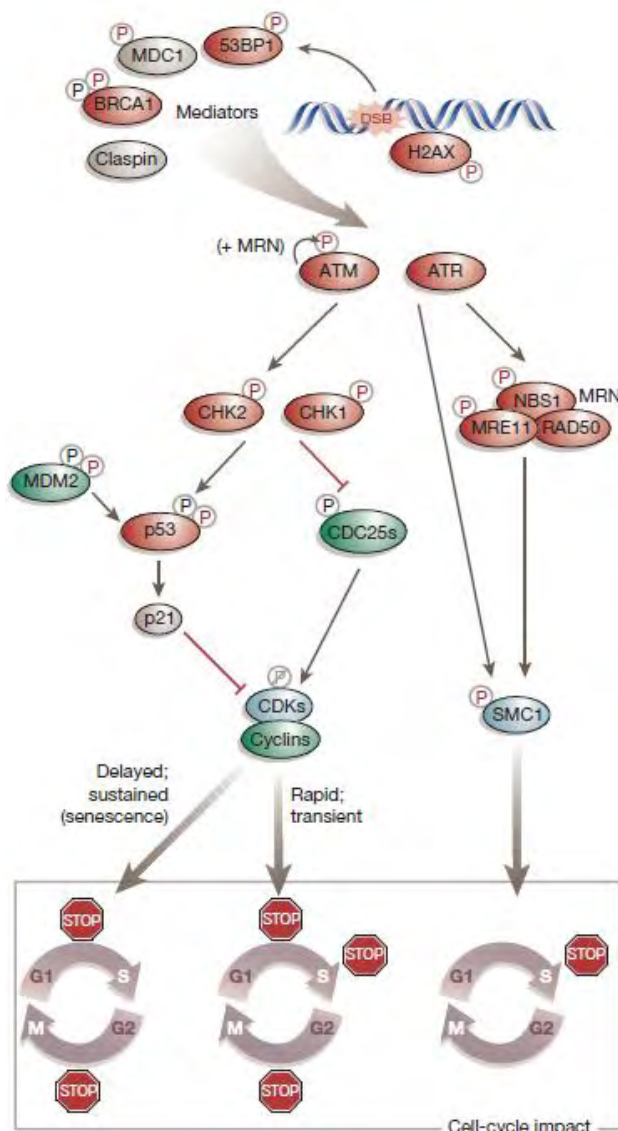 P
MDC1
53BP1
P
P
P
BRCA1
Mediators
DSB
Claspin
H2AX
P
(+ MRN)
P
ATM
ATR
P
CHK2
P
CHK1
P
NBS1
MRN
P
MRE11
RAD50
P
P
MDM2
P
P
p53
P
CDC25s
p21
P
CDKs
Cyclins
P
SMC1
Delayed;
sustained
(senescence)
Rapid;
transient
STOP
STOP
STOP
STOP
G1
S
G1
S
G1
S
M
G2
M
G2
M
G2
STOP
STOP
Cell-cycle impact